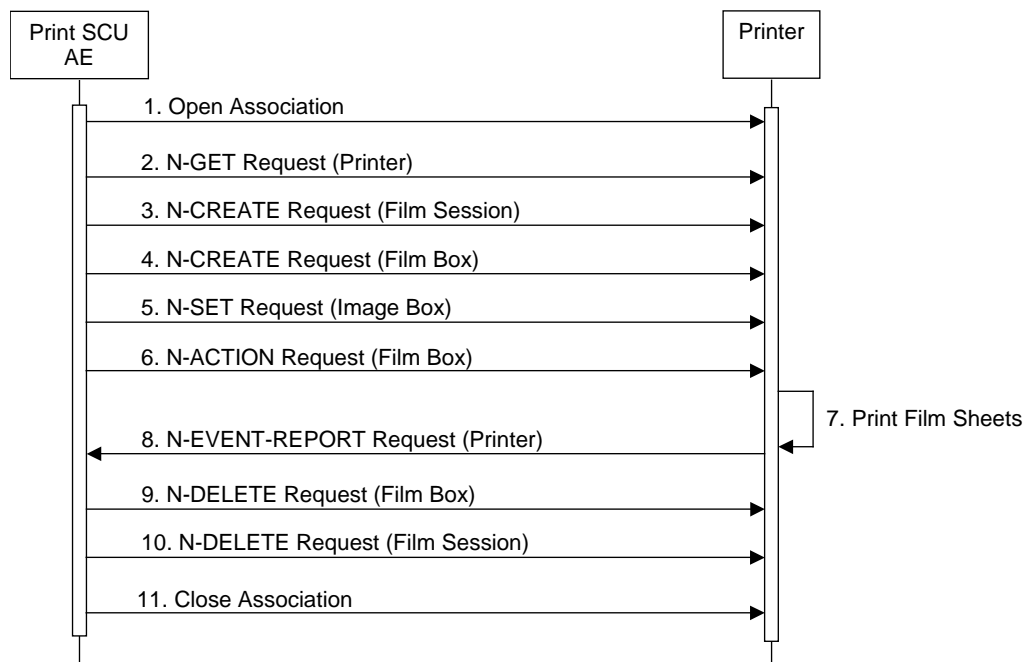 Print SCU
AE
Printer
1. Open Association
2. N-GET Request (Printer)
3. N-CREATE Request (Film Session)
4. N-CREATE Request (Film Box)
5. N-SET Request (Image Box)
6. N-ACTION Request (Film Box)
7. Print Film Sheets
8. N-EVENT-REPORT Request (Printer)
9. N-DELETE Request (Film Box)
10. N-DELETE Request (Film Session)
11. Close Association